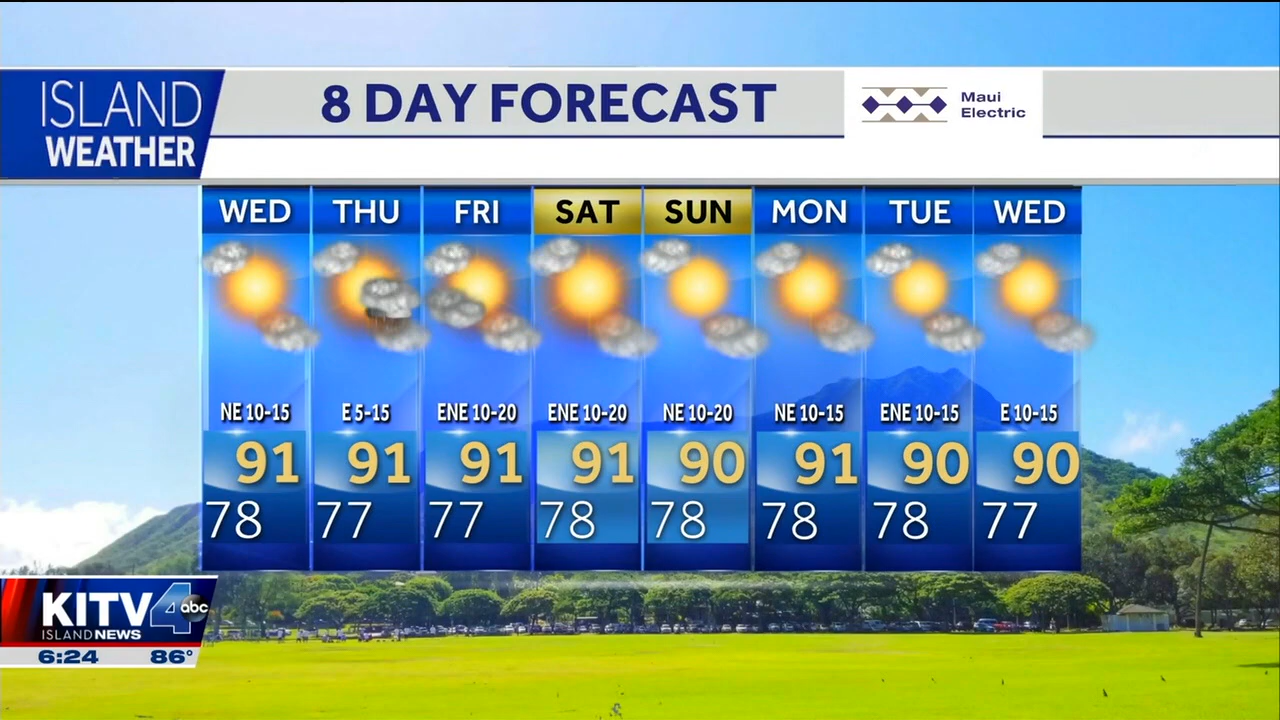 ISLAND
WEATHER
8 DAY FORECAST
Maui
Electric
WED THU FRI SAT SUN MON TUE WED
NE 10-15 E 5-15 ENE 10-20 ENE 10-20 NE 10-20 NE 10-15 ENE 10-15 E 10-15
91 91 91 91 90 91 90 90
78 77 77 78 78 78 78 77
KITV4 abc
ISLAND NEWS
6:24 86°